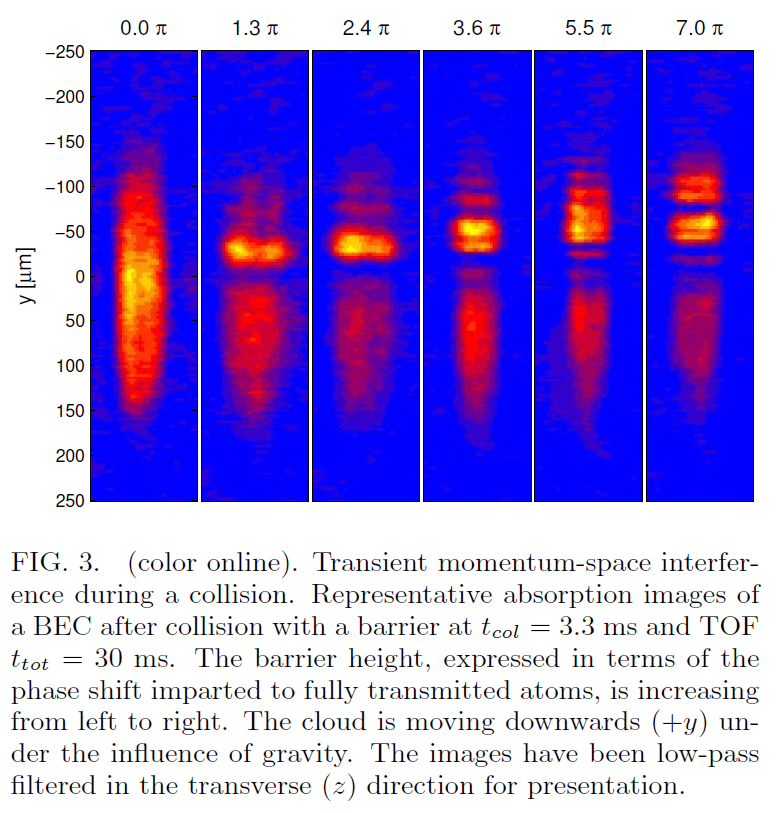 0.0 π 1.3 π 2.4 π 3.6 π 5.5 π 7.0 π
−250
−200
−150
−100
−50
0
50
100
150
200
250
y [μm]
FIG. 3. (color online). Transient momentum-space interfer-
ence during a collision. Representative absorption images of
a BEC after collision with a barrier at tcol = 3.3 ms and TOF
ttot = 30 ms. The barrier height, expressed in terms of the
phase shift imparted to fully transmitted atoms, is increasing
from left to right. The cloud is moving downwards (+y) un-
der the influence of gravity. The images have been low-pass
filtered in the transverse (z) direction for presentation.